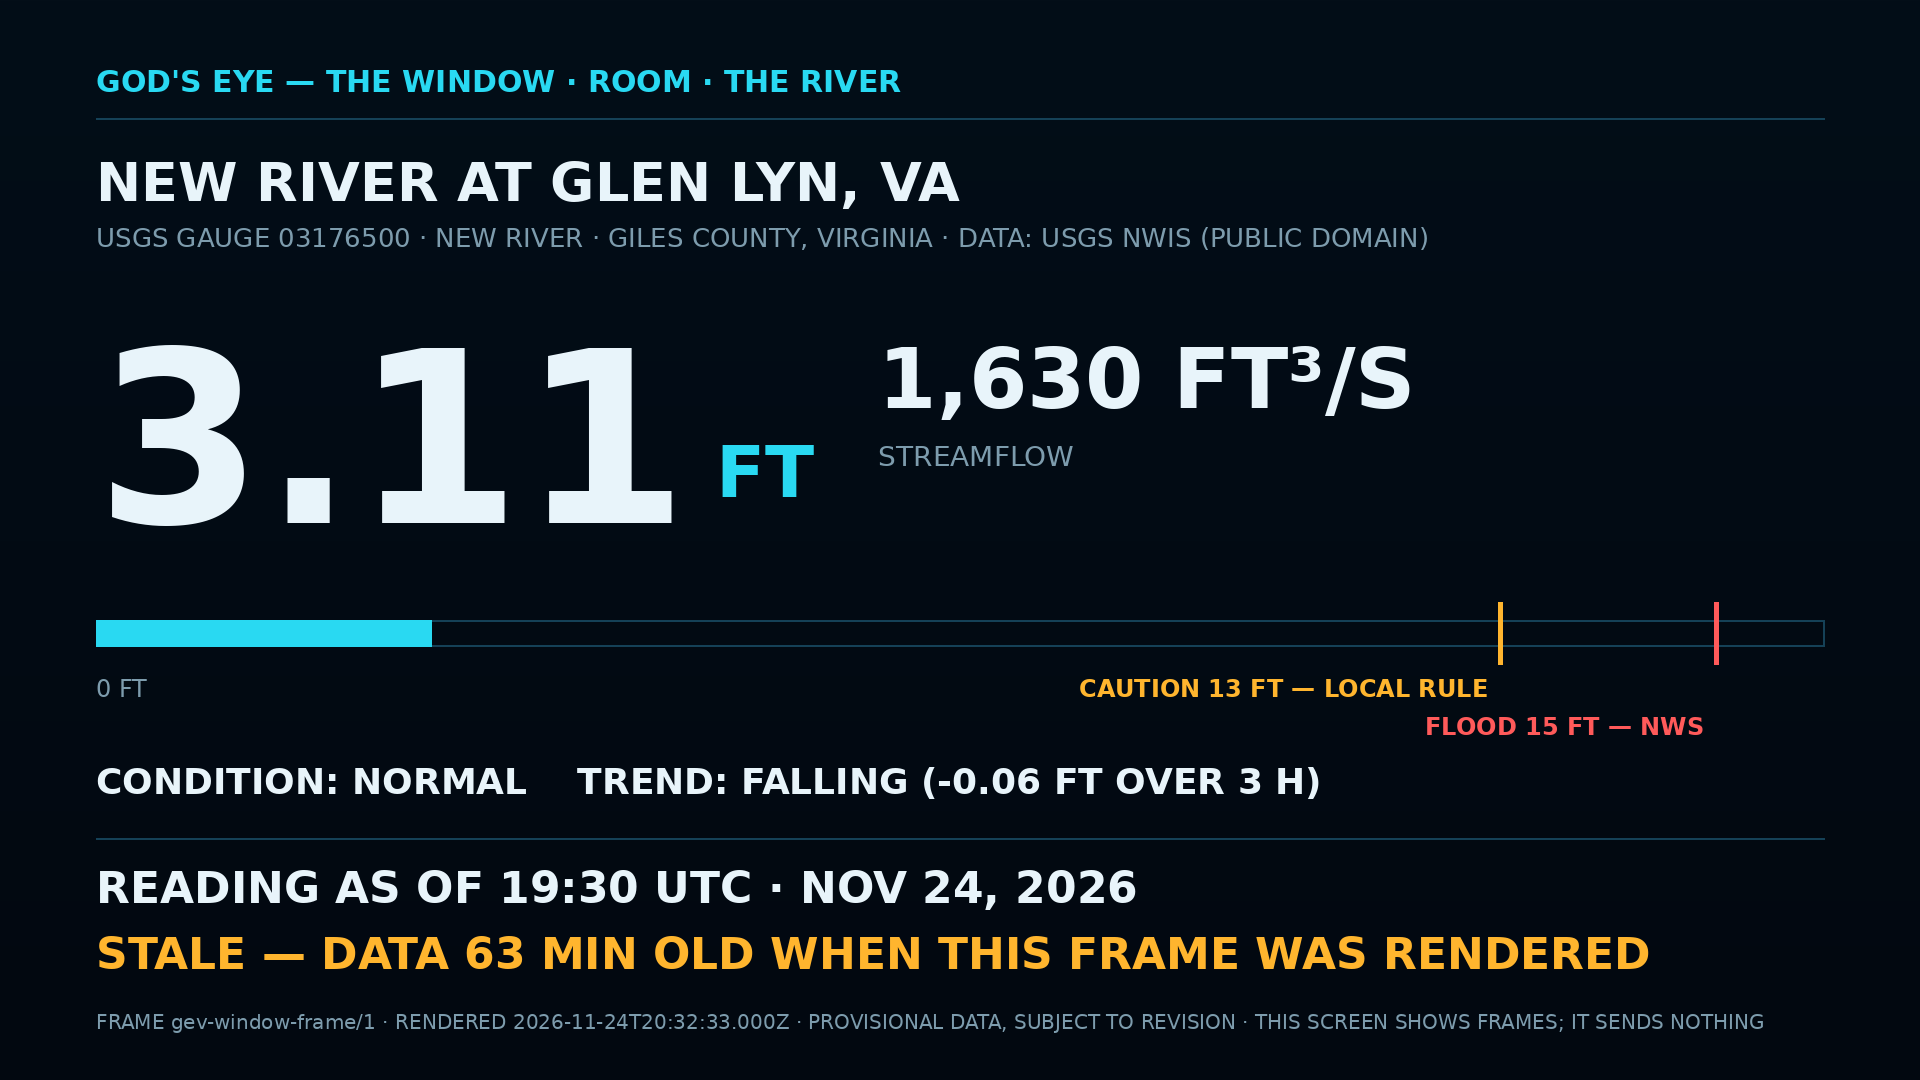 GOD'S EYE — THE WINDOW · ROOM · THE RIVER
NEW RIVER AT GLEN LYN, VA
USGS GAUGE 03176500 · NEW RIVER · GILES COUNTY, VIRGINIA · DATA: USGS NWIS (PUBLIC DOMAIN)
3.11 FT
1,630 FT³/S
STREAMFLOW
0 FT
CAUTION 13 FT — LOCAL RULE
FLOOD 15 FT — NWS
CONDITION: NORMAL TREND: FALLING (-0.06 FT OVER 3 H)
READING AS OF 19:30 UTC · NOV 24, 2026
STALE — DATA 63 MIN OLD WHEN THIS FRAME WAS RENDERED
FRAME gev-window-frame/1 · RENDERED 2026-11-24T20:32:33.000Z · PROVISIONAL DATA, SUBJECT TO REVISION · THIS SCREEN SHOWS FRAMES; IT SENDS NOTHING